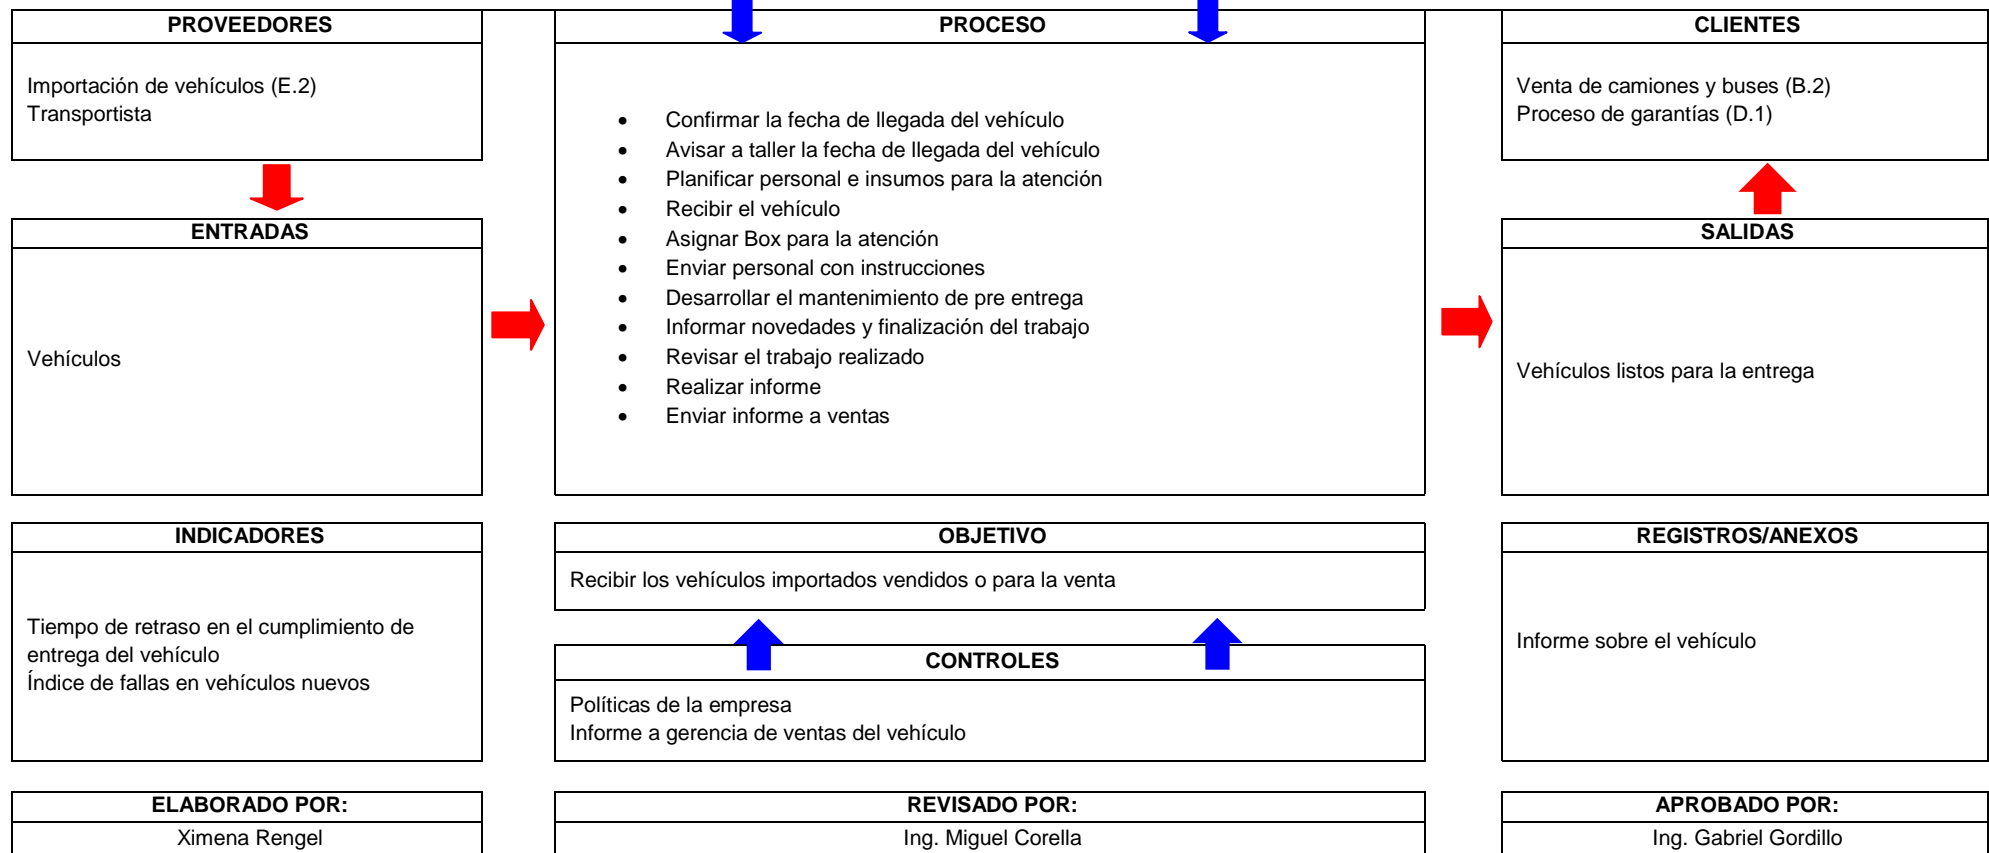 PROVEEDORES
Importación de vehículos (E.2)
Transportista
ENTRADAS
Vehículos
PROCESO
• Confirmar la fecha de llegada del vehículo
• Avisar a taller la fecha de llegada del vehículo
• Planificar personal e insumos para la atención
• Recibir el vehículo
• Asignar Box para la atención
• Enviar personal con instrucciones
• Desarrollar el mantenimiento de pre entrega
• Informar novedades y finalización del trabajo
• Revisar el trabajo realizado
• Realizar informe
• Enviar informe a ventas
CLIENTES
Venta de camiones y buses (B.2)
Proceso de garantías (D.1)
SALIDAS
Vehículos listos para la entrega
INDICADORES
Tiempo de retraso en el cumplimiento de
entrega del vehículo
Índice de fallas en vehículos nuevos
OBJETIVO
Recibir los vehículos importados vendidos o para la venta
CONTROLES
Políticas de la empresa
Informe a gerencia de ventas del vehículo
REGISTROS/ANEXOS
Informe sobre el vehículo
ELABORADO POR:
Ximena Rengel
REVISADO POR:
Ing. Miguel Corella
APROBADO POR:
Ing. Gabriel Gordillo